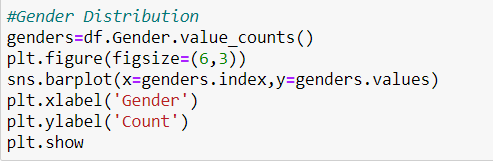 #Gender Distribution
genders=df.Gender.value_counts()
plt.figure(figsize=(6,3))
sns.barplot(x=genders.index,y=genders.values)
plt.xlabel('Gender')
plt.ylabel('Count')
plt.show